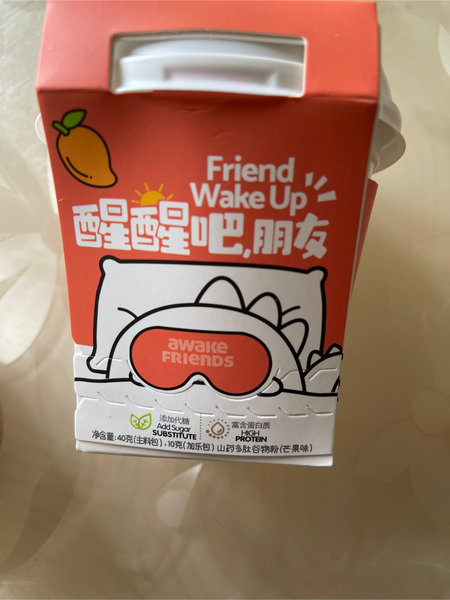 Friend
Wake Up
醒醒吧,朋友
awake
FRIENDS
添加代糖
Add Sugar
SUBSTITUTE
富含蛋白质
HIGH
PROTEIN
净含量:40克(主料包),10克(加乐包) 山药多肽谷物粉(芒果味)